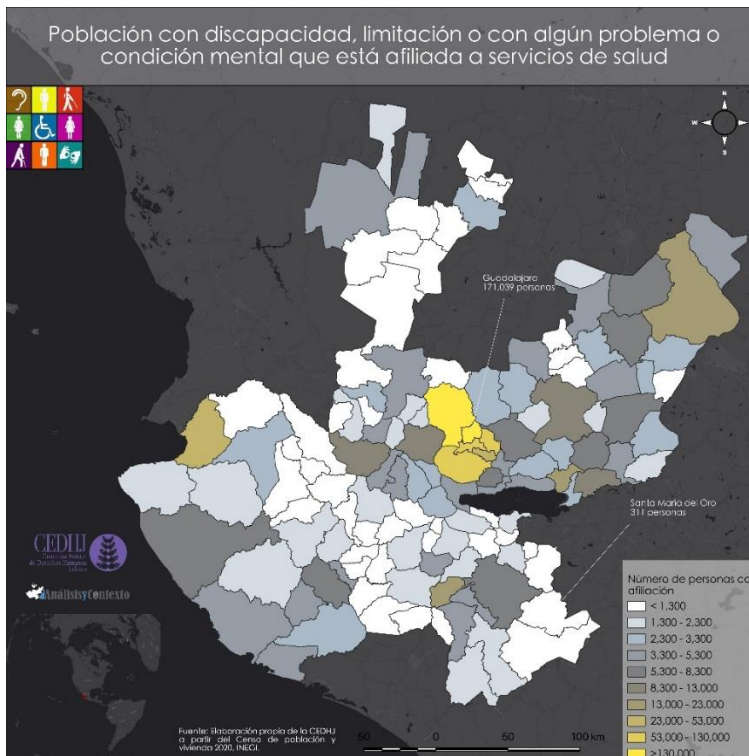 Población con discapacidad, limitación o con algún problema o
condición mental que está afiliada a servicios de salud
N
W
E
S
Guadalajara
171,039 personas
Santa María del Oro
311 personas
CEDHJ
AnálisisyContexto
Número de personas co
afiliación
< 1,300
1,300 - 2,300
2,300 - 3,300
3,300 - 5,300
5,300 - 8,300
8,300 - 13,000
13,000 - 23,000
23,000 - 53,000
53,000 - 130,000
>130,000
Fuente: Elaboración propia de la CEDHJ
a partir del Censo de población y
vivienda 2020, INEGI.
50 0 50 100 km